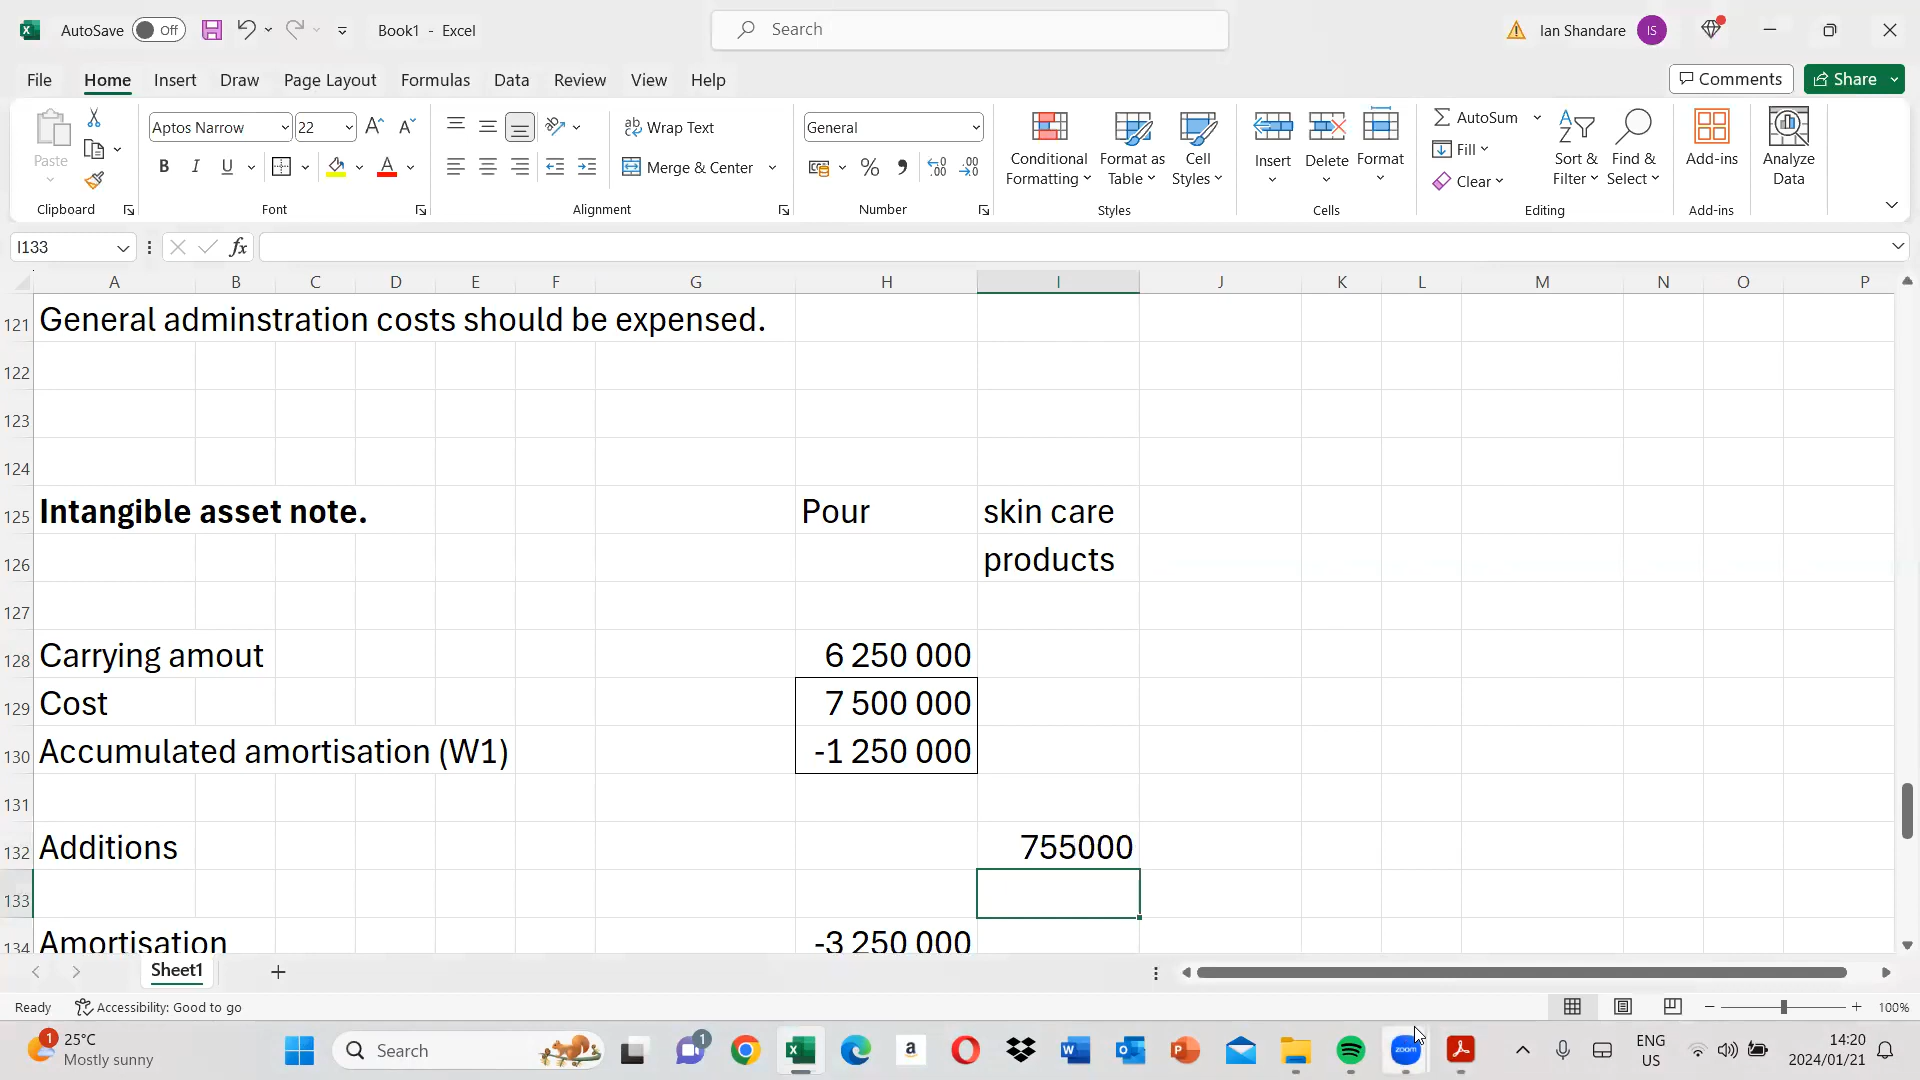 AutoSave Off Book1 - Excel Search Ian Shandare IS
File Home Insert Draw Page Layout Formulas Data Review View Help Comments Share
Paste Aptos Narrow 22 Wrap Text General Conditional Formatting Format as Table Cell Styles Insert Delete Format AutoSum Sort & Filter Find & Select Add-ins Analyze Data
B I U Merge & Center % Fill
Clear
Clipboard Font Alignment Number Styles Cells Editing Add-ins
I133 fx
A B C D E F G H I J K L M N O P
121 General adminstration costs should be expensed.
122
123
124
125 Intangible asset note. Pour skin care
126 products
127
128 Carrying amout 6 250 000
129 Cost 7 500 000
130 Accumulated amortisation (W1) -1 250 000
131
132 Additions 755000
133
134 Amortisation -3 250 000
Sheet1
Ready Accessibility: Good to go 100%
1 25°C Search 1 zoom ENG 14:20
Mostly sunny US 2024/01/21